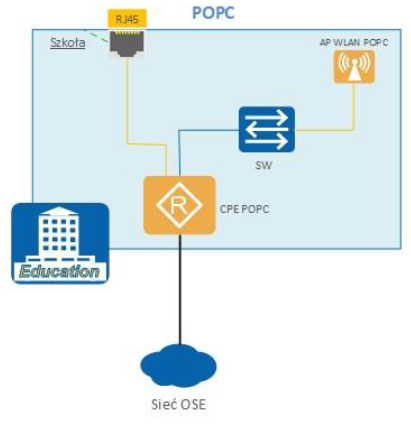 POPC
RJ45
Szkoła
AP WLAN POPC
SW
R
CPE POPC
Education
Sieć OSE